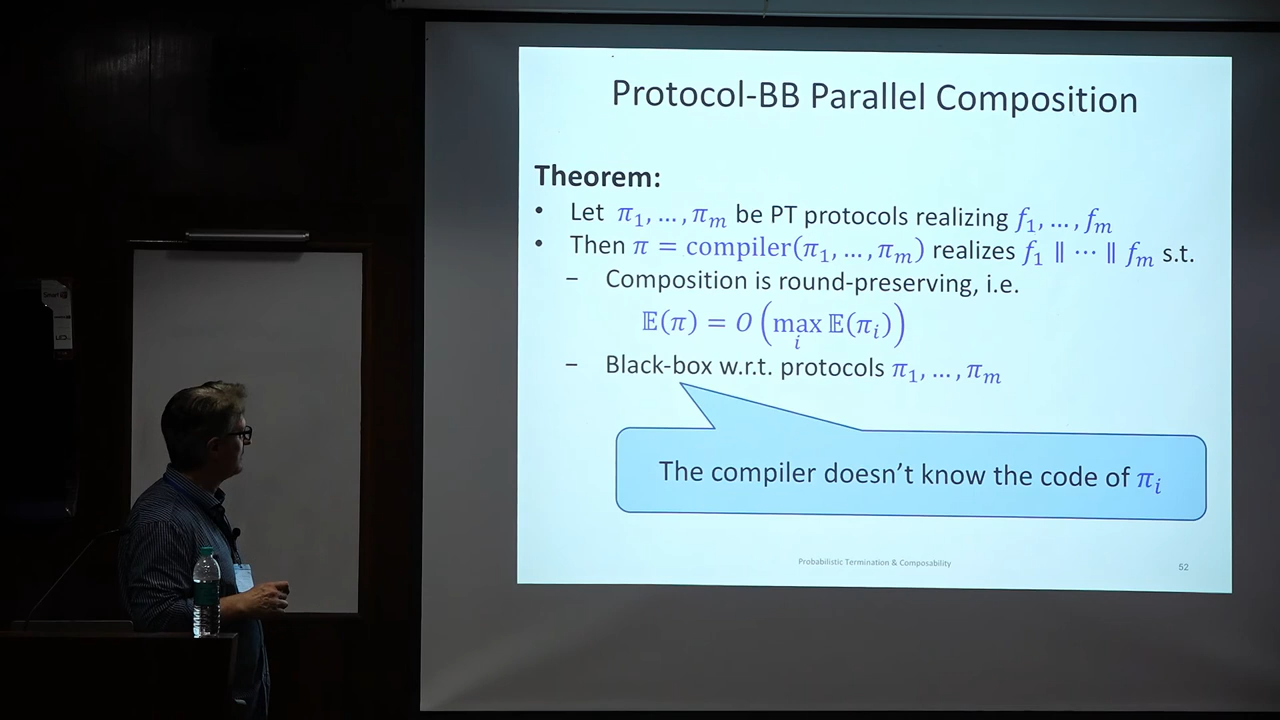 Protocol-BB Parallel Composition
Theorem:
• Let π₁, …, πₘ be PT protocols realizing f₁, …, fₘ
• Then π = compiler(π₁, …, πₘ) realizes f₁ ∥ ⋯ ∥ fₘ s.t.
– Composition is round-preserving, i.e.
𝔼(π) = O (max_i 𝔼(πᵢ))
– Black-box w.r.t. protocols π₁, …, πₘ
The compiler doesn't know the code of πᵢ
Probabilistic Termination & Composability
52
Smart